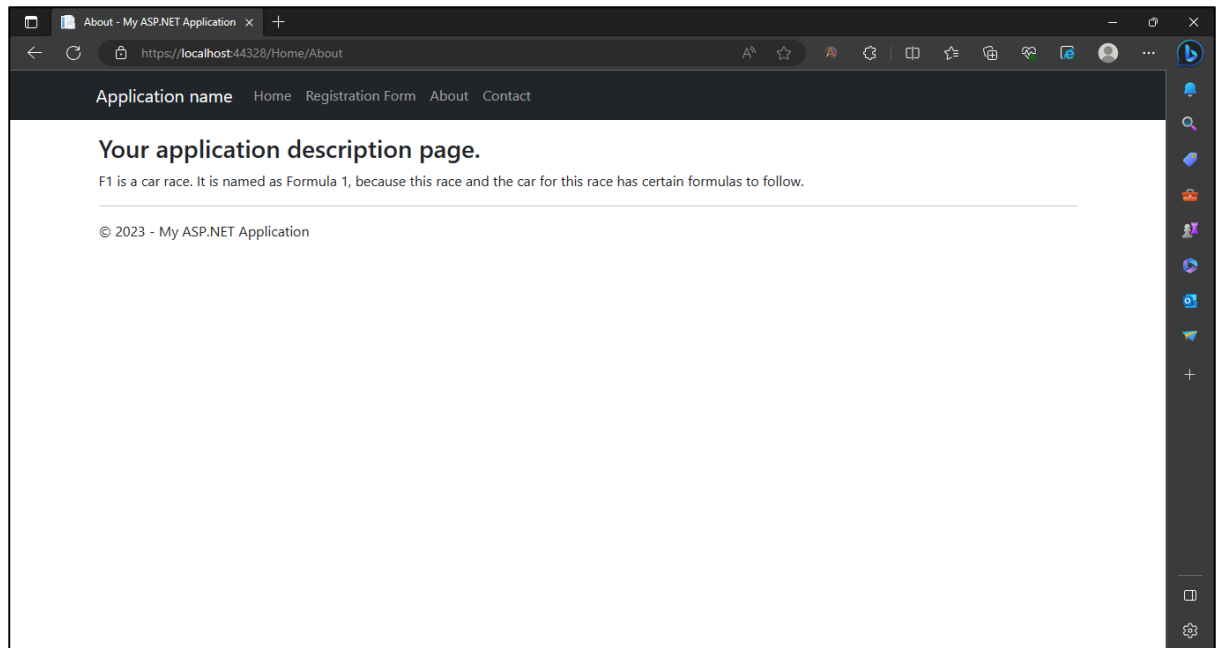 About - My ASP.NET Application
https://localhost:44328/Home/About
Application name Home Registration Form About Contact
Your application description page.
F1 is a car race. It is named as Formula 1, because this race and the car for this race has certain formulas to follow.
© 2023 - My ASP.NET Application